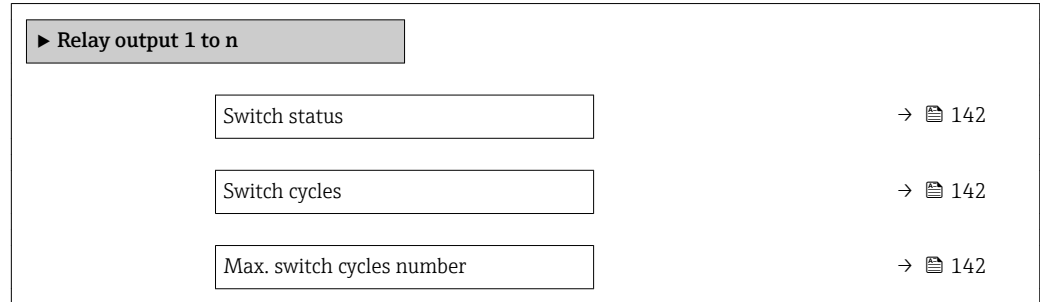 ▶ Relay output 1 to n
Switch status → 142
Switch cycles → 142
Max. switch cycles number → 142